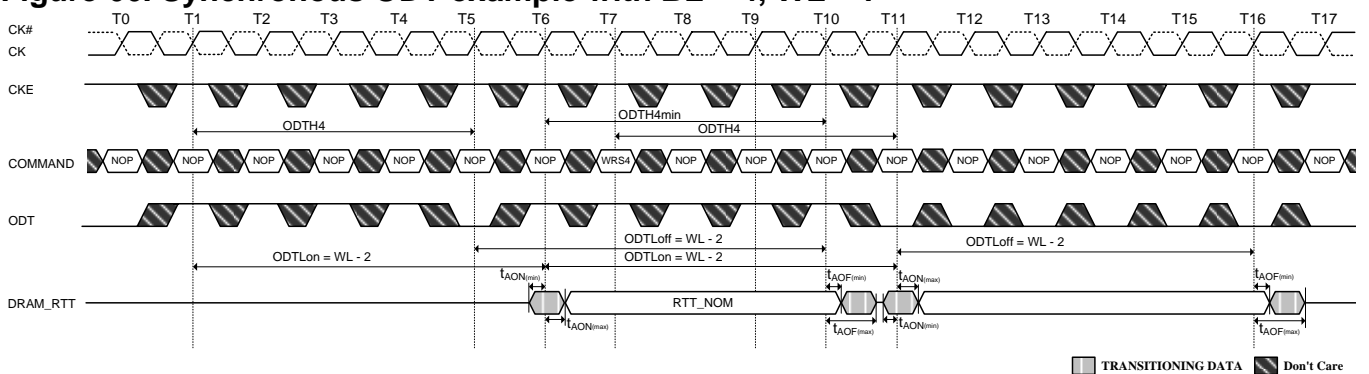 T0 T1 T2 T3 T4 T5 T6 T7 T8 T9 T10 T11 T12 T13 T14 T15 T16 T17
CK#
CK
CKE
ODTH4 ODTH4min
ODTH4
COMMAND NOP NOP NOP NOP NOP NOP NOP WRS4 NOP NOP NOP NOP NOP NOP NOP NOP NOP NOP
ODT
ODTLoff = WL - 2 ODTLoff = WL - 2
ODTLon = WL - 2 ODTLon = WL - 2
tAON(min) tAOF(min) tAON(max) tAOF(min)
DRAM_RTT RTT_NOM
tAON(max) tAOF(max) tAON(min) tAOF(max)
TRANSITIONING DATA Don't Care